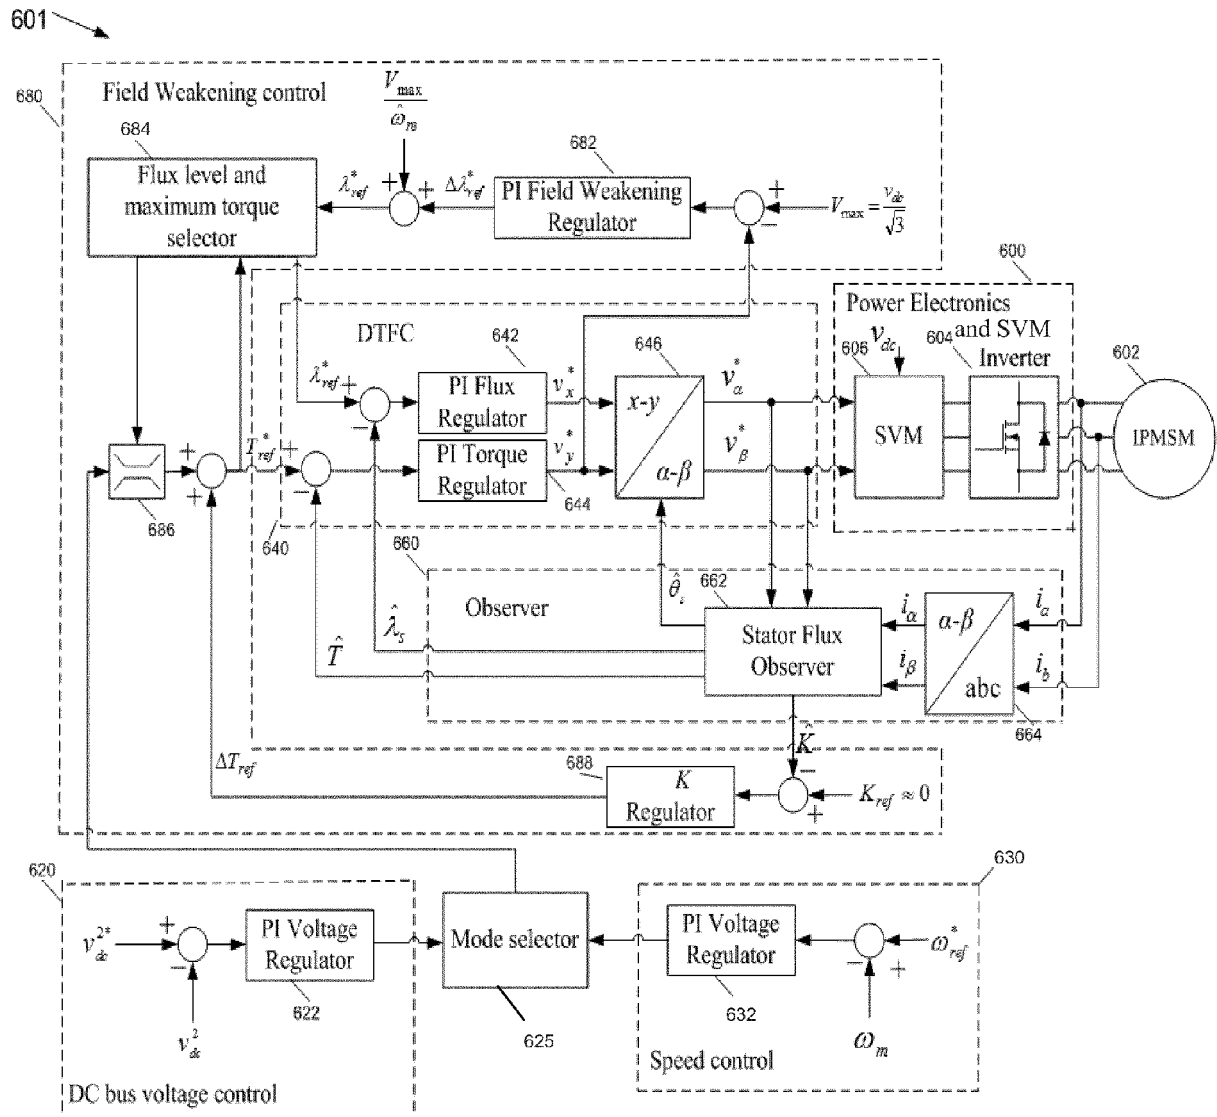 601
680
Field Weakening control
V_max
ω̂_re
684
Flux level and
maximum torque
selector
λ*_ref
+
+
Δλ*_ref
682
PI Field Weakening
Regulator
+
−
V_max = v_dc/√3
600
Power Electronics
and SVM
Inverter
DTFC
642
646
v_dc
606
604
602
λ*_ref
+
−
PI Flux
Regulator
v*_x
x-y
α-β
v*_α
v*_β
SVM
IPMSM
+
+
T*_ref
+
−
PI Torque
Regulator
v*_y
644
686
640
660
Observer
λ̂_s
T̂
662
Stator Flux
Observer
i_α
i_β
α-β
abc
i_a
i_b
664
K̂
−
+
ΔT_ref
688
K
Regulator
K_ref ≈ 0
620
630
v^2*_dc
+
−
v^2_dc
PI Voltage
Regulator
622
Mode selector
625
PI Voltage
Regulator
632
−
+
ω*_ref
ω_m
Speed control
DC bus voltage control